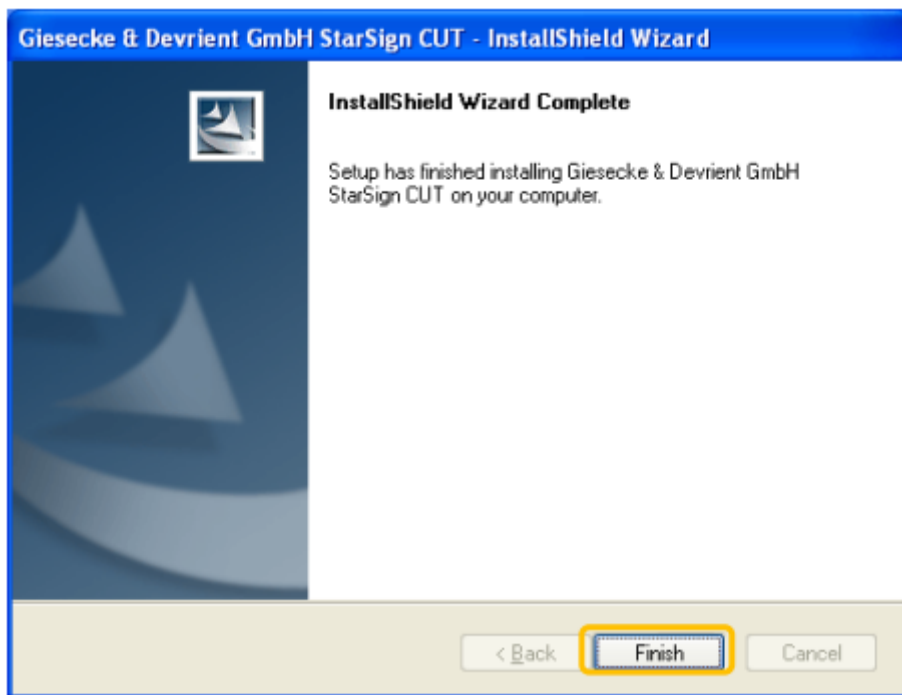 Giesecke & Devrient GmbH StarSign CUT - InstallShield Wizard
InstallShield Wizard Complete
Setup has finished installing Giesecke & Devrient GmbH
StarSign CUT on your computer.
< Back
Finish
Cancel